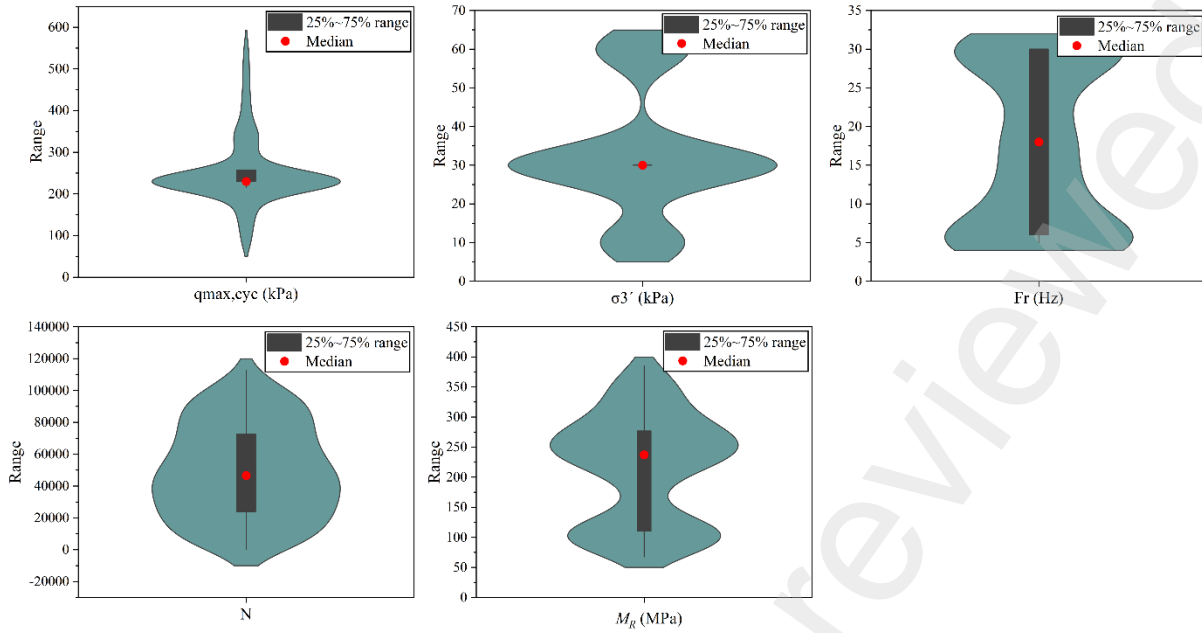 600
500
400
300
200
100
0
Range
25%~75% range
Median
qmax,cyc (kPa)
70
60
50
40
30
20
10
0
Range
25%~75% range
Median
σ3´ (kPa)
35
30
25
20
15
10
5
0
Range
25%~75% range
Median
Fr (Hz)
140000
120000
100000
80000
60000
40000
20000
0
-20000
Range
25%~75% range
Median
N
450
400
350
300
250
200
150
100
50
0
Range
25%~75% range
Median
M_R (MPa)
reviewed